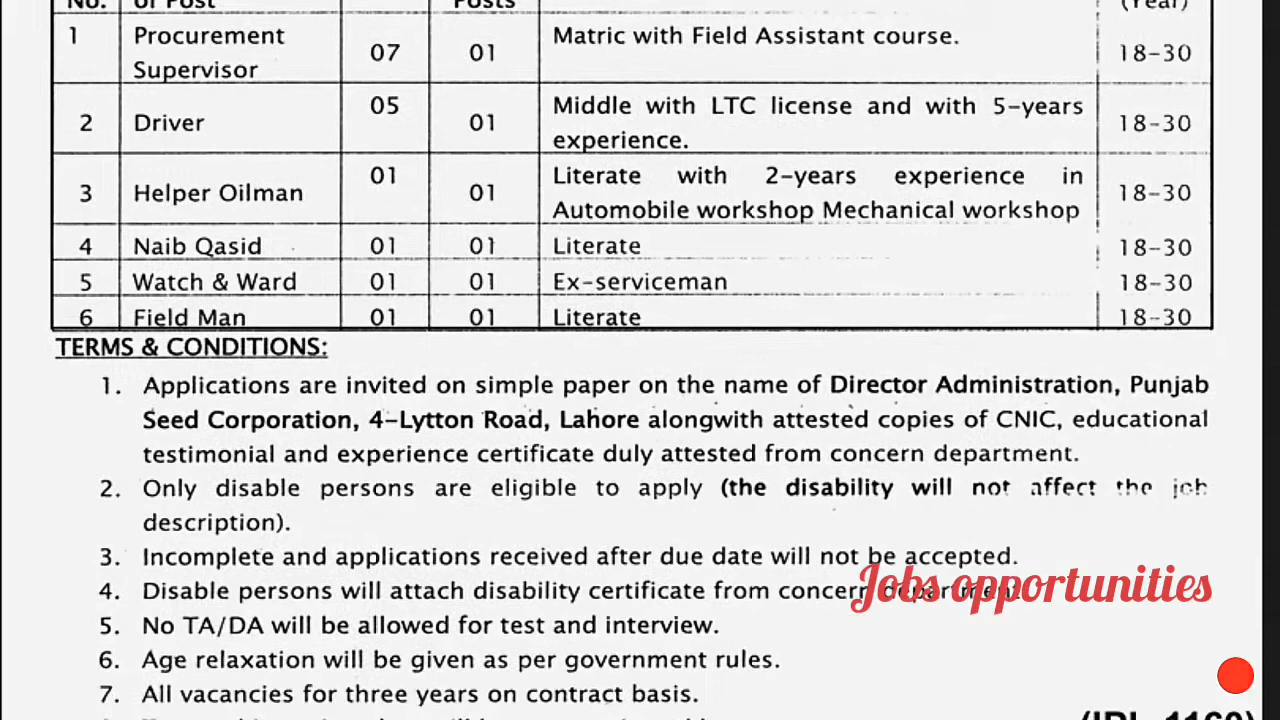 No. of Post Posts (Year)
1 Procurement Supervisor 07 01 Matric with Field Assistant course. 18-30
2 Driver 05 01 Middle with LTC license and with 5-years experience. 18-30
3 Helper Oilman 01 01 Literate with 2-years experience in Automobile workshop Mechanical workshop 18-30
4 Naib Qasid 01 01 Literate 18-30
5 Watch & Ward 01 01 Ex-serviceman 18-30
6 Field Man 01 01 Literate 18-30
TERMS & CONDITIONS:
1. Applications are invited on simple paper on the name of Director Administration, Punjab
Seed Corporation, 4-Lytton Road, Lahore alongwith attested copies of CNIC, educational
testimonial and experience certificate duly attested from concern department.
2. Only disable persons are eligible to apply (the disability will not affect the job
description).
3. Incomplete and applications received after due date will not be accepted.
4. Disable persons will attach disability certificate from concern department.
Jobs opportunities
5. No TA/DA will be allowed for test and interview.
6. Age relaxation will be given as per government rules.
7. All vacancies for three years on contract basis.
(IPL-1160)